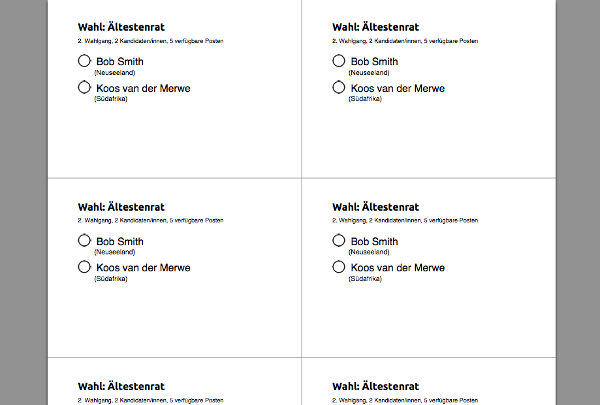 Wahl: Ältestenrat
2. Wahlgang, 2 Kandidaten/innen, 5 verfügbare Posten
Bob Smith
(Neuseeland)
Koos van der Merwe
(Südafrika)
Wahl: Ältestenrat
2. Wahlgang, 2 Kandidaten/innen, 5 verfügbare Posten
Bob Smith
(Neuseeland)
Koos van der Merwe
(Südafrika)
Wahl: Ältestenrat
2. Wahlgang, 2 Kandidaten/innen, 5 verfügbare Posten
Bob Smith
(Neuseeland)
Koos van der Merwe
(Südafrika)
Wahl: Ältestenrat
2. Wahlgang, 2 Kandidaten/innen, 5 verfügbare Posten
Bob Smith
(Neuseeland)
Koos van der Merwe
(Südafrika)
Wahl: Ältestenrat
2. Wahlgang, 2 Kandidaten/innen, 5 verfügbare Posten
Wahl: Ältestenrat
2. Wahlgang, 2 Kandidaten/innen, 5 verfügbare Posten